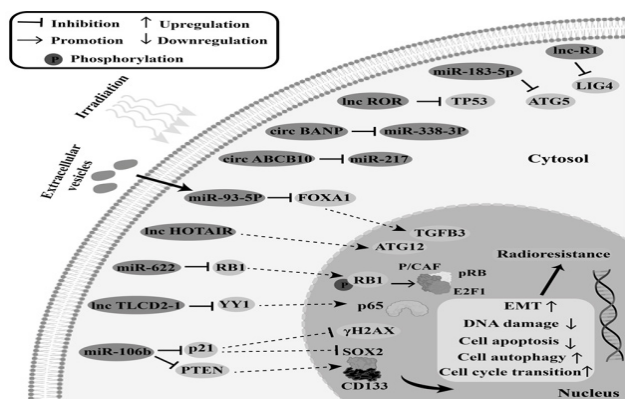 Inhibition ↑ Upregulation
Promotion ↓ Downregulation
P Phosphorylation
Irradiation
Extracellular
vesicles
lnc-R1
LIG4
miR-183-5p
ATG5
lnc ROR TP53
circ BANP miR-338-3P
circ ABCB10 miR-217
Cytosol
miR-93-5P FOXA1
TGFB3
lnc HOTAIR
ATG12
miR-622 RB1
P RB1
P/CAF
pRB
E2F1
lnc TLCD2-1 YY1
p65
miR-106b p21
PTEN
γH2AX
SOX2
CD133
Radioresistance
EMT ↑
DNA damage ↓
Cell apoptosis ↓
Cell autophagy ↑
Cell cycle transition ↑
Nucleus